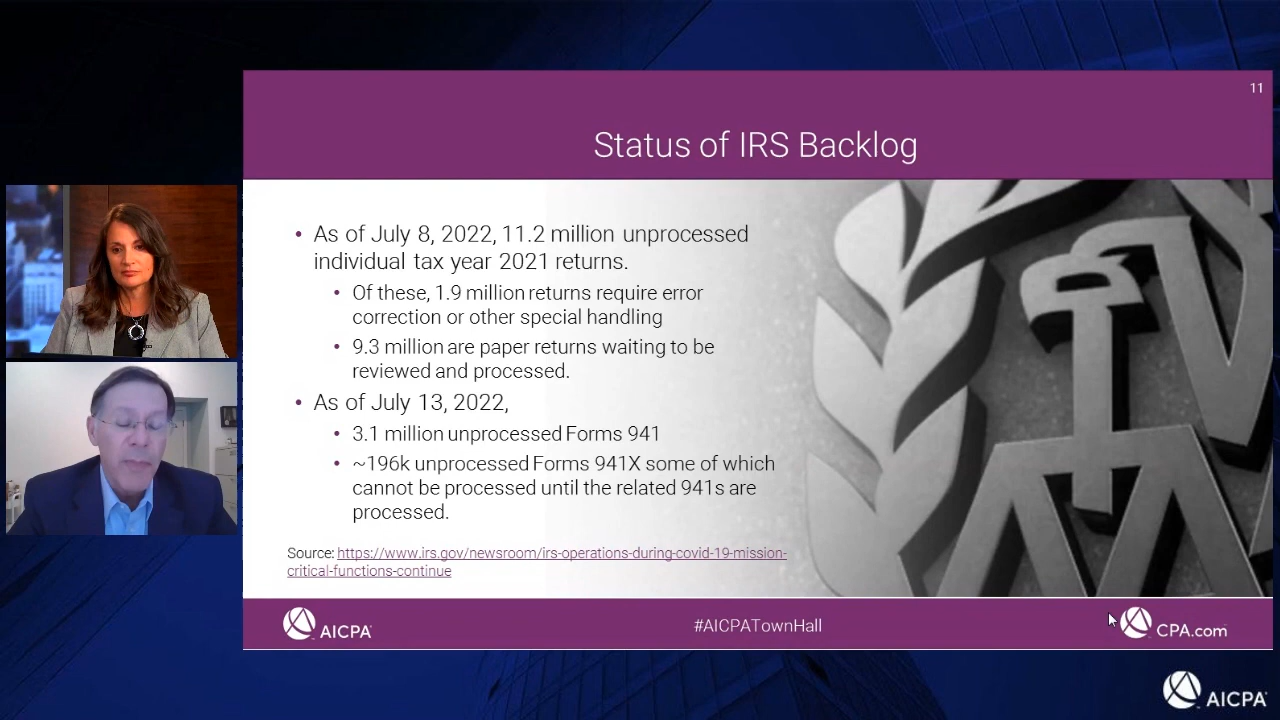 11
Status of IRS Backlog
• As of July 8, 2022, 11.2 million unprocessed
individual tax year 2021 returns.
• Of these, 1.9 million returns require error
correction or other special handling
• 9.3 million are paper returns waiting to be
reviewed and processed.
• As of July 13, 2022,
• 3.1 million unprocessed Forms 941
• ~196k unprocessed Forms 941X some of which
cannot be processed until the related 941s are
processed.
Source: https://www.irs.gov/newsroom/irs-operations-during-covid-19-mission-
critical-functions-continue
AICPA
#AICPATownHall
CPA.com
AICPA